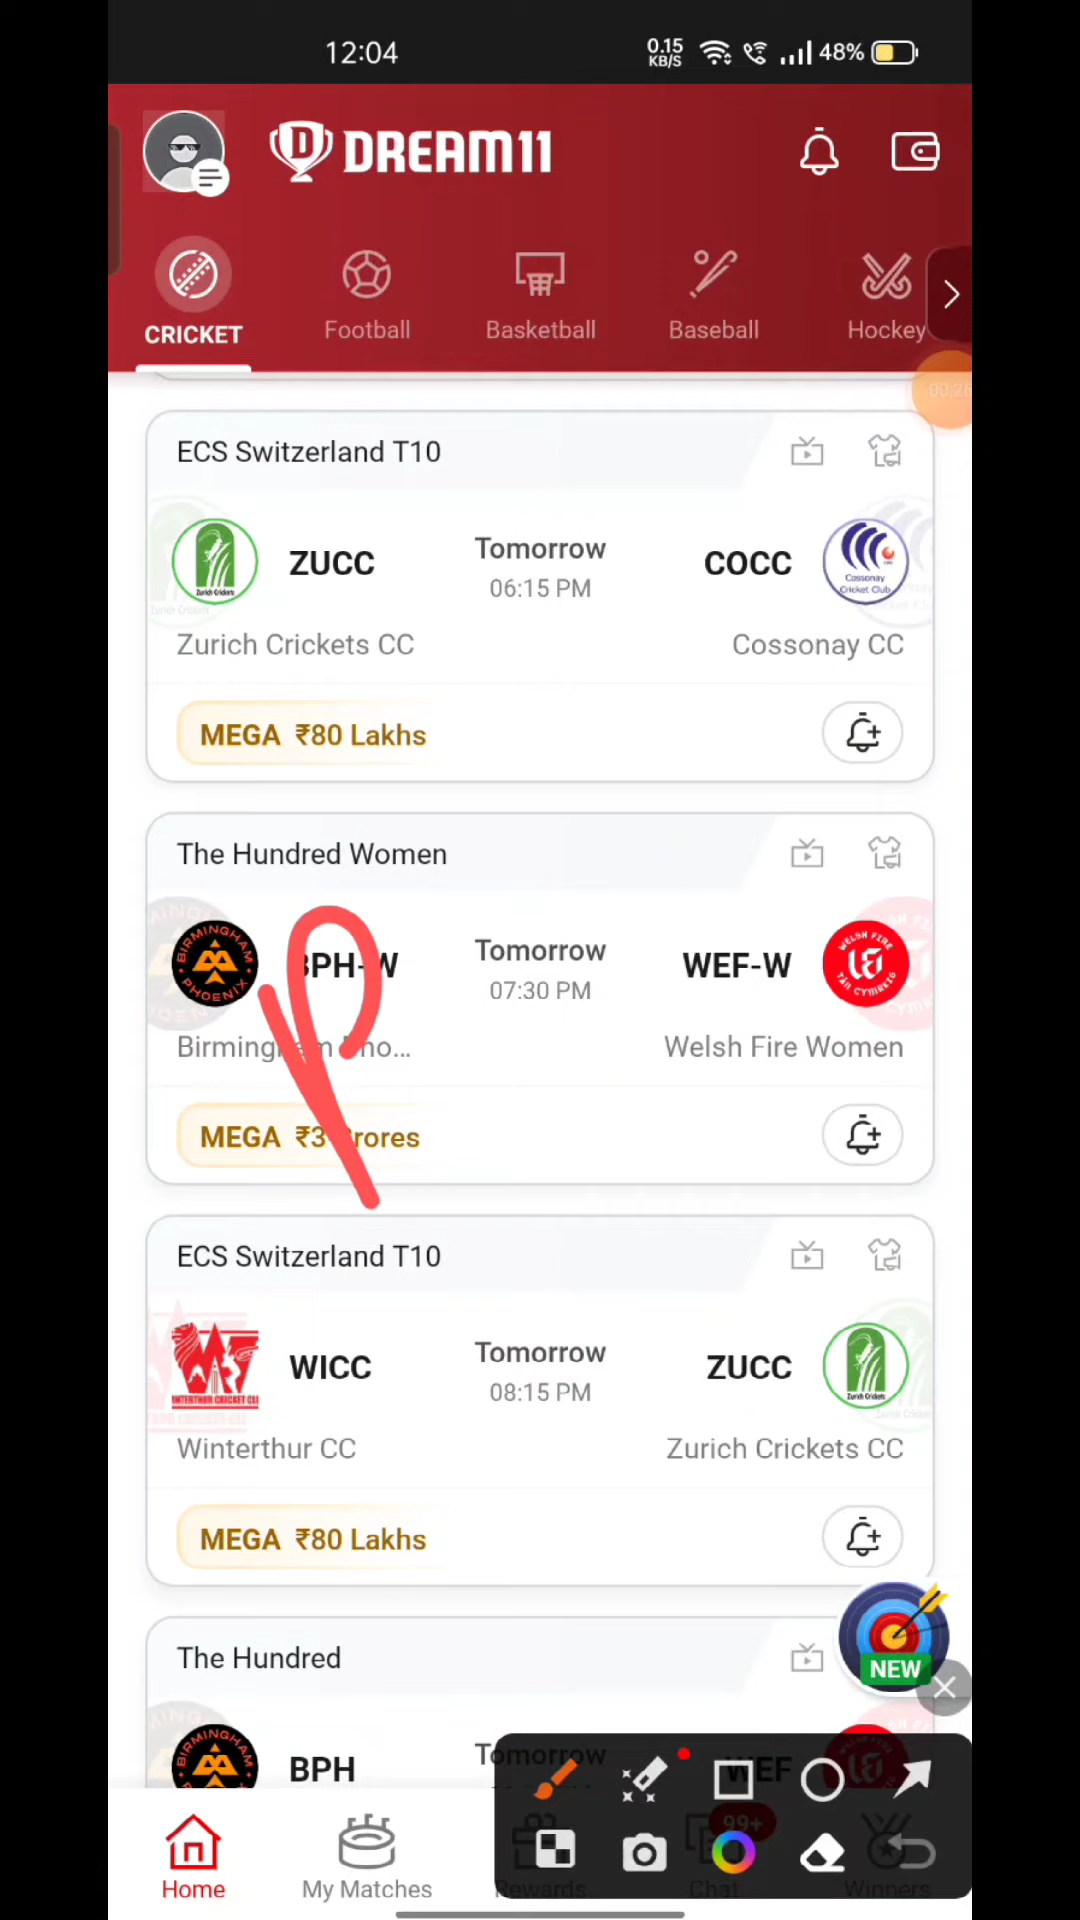 12:04 0.15 KB/S 48%
DREAM11
CRICKET Football Basketball Baseball Hockey
00:26
ECS Switzerland T10
ZUCC Tomorrow COCC
06:15 PM
Zurich Crickets CC Cossonay CC
MEGA ₹80 Lakhs
The Hundred Women
BPH-W Tomorrow WEF-W
07:30 PM
Welsh Fire Women
MEGA ₹3 Crores
ECS Switzerland T10
WICC Tomorrow ZUCC
08:15 PM
Winterthur CC Zurich Crickets CC
MEGA ₹80 Lakhs
NEW
The Hundred
BPH Tomorrow WEF
99+
Home My Matches Rewards Chat Winners